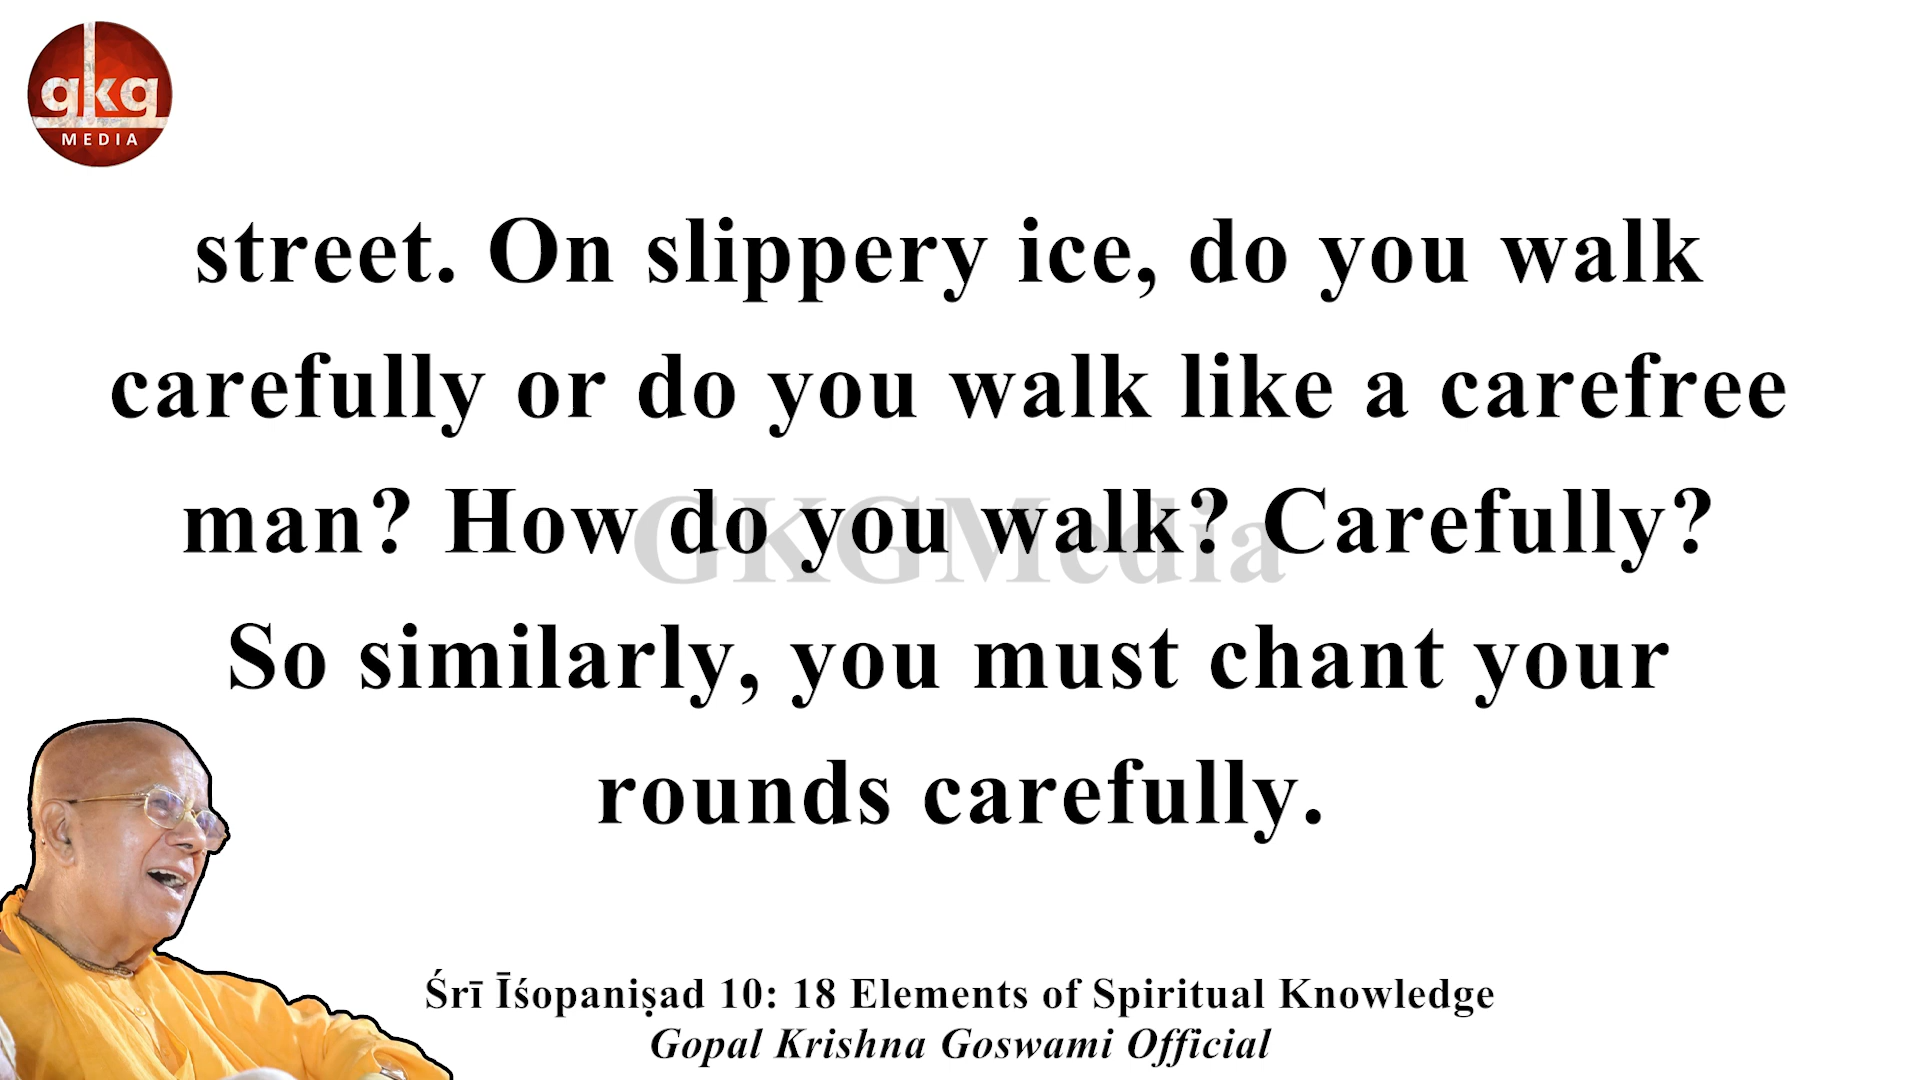 gkg
MEDIA
street. On slippery ice, do you walk
carefully or do you walk like a carefree
man? How do you walk? Carefully?
GKGMedia
So similarly, you must chant your
rounds carefully.
Śrī Īśopaniṣad 10: 18 Elements of Spiritual Knowledge
Gopal Krishna Goswami Official